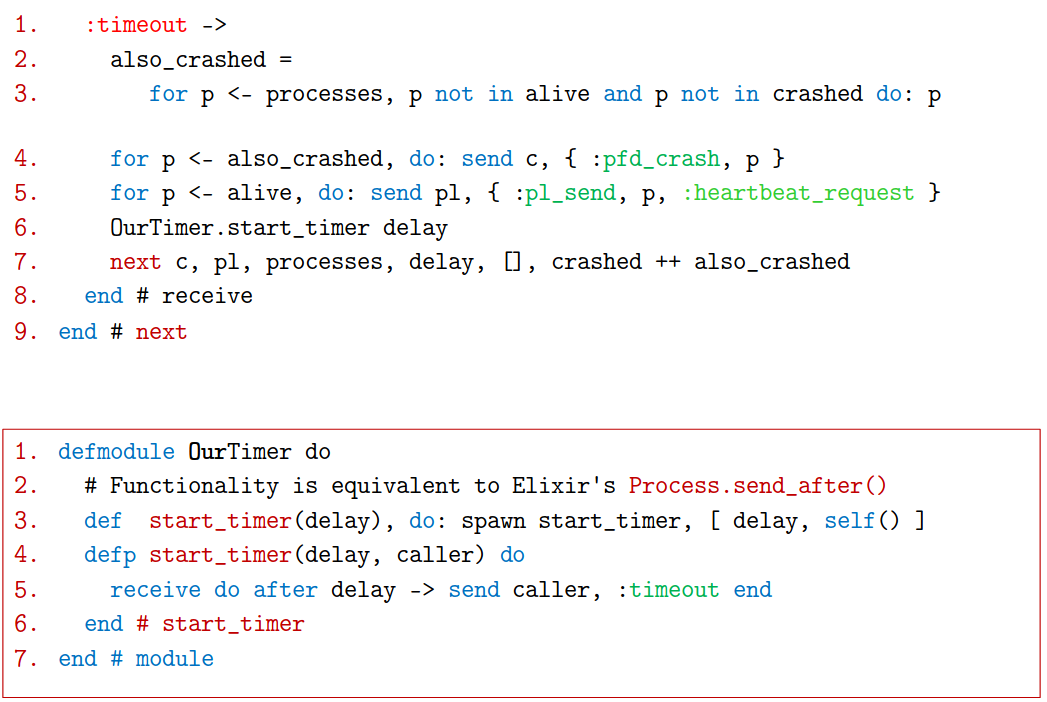 1. :timeout ->
2. also_crashed =
3. for p <- processes, p not in alive and p not in crashed do: p
4. for p <- also_crashed, do: send c, { :pfd_crash, p }
5. for p <- alive, do: send pl, { :pl_send, p, :heartbeat_request }
6. OurTimer.start_timer delay
7. next c, pl, processes, delay, [], crashed ++ also_crashed
8. end # receive
9. end # next
1. defmodule OurTimer do
2. # Functionality is equivalent to Elixir's Process.send_after()
3. def start_timer(delay), do: spawn start_timer, [ delay, self() ]
4. defp start_timer(delay, caller) do
5. receive do after delay -> send caller, :timeout end
6. end # start_timer
7. end # module